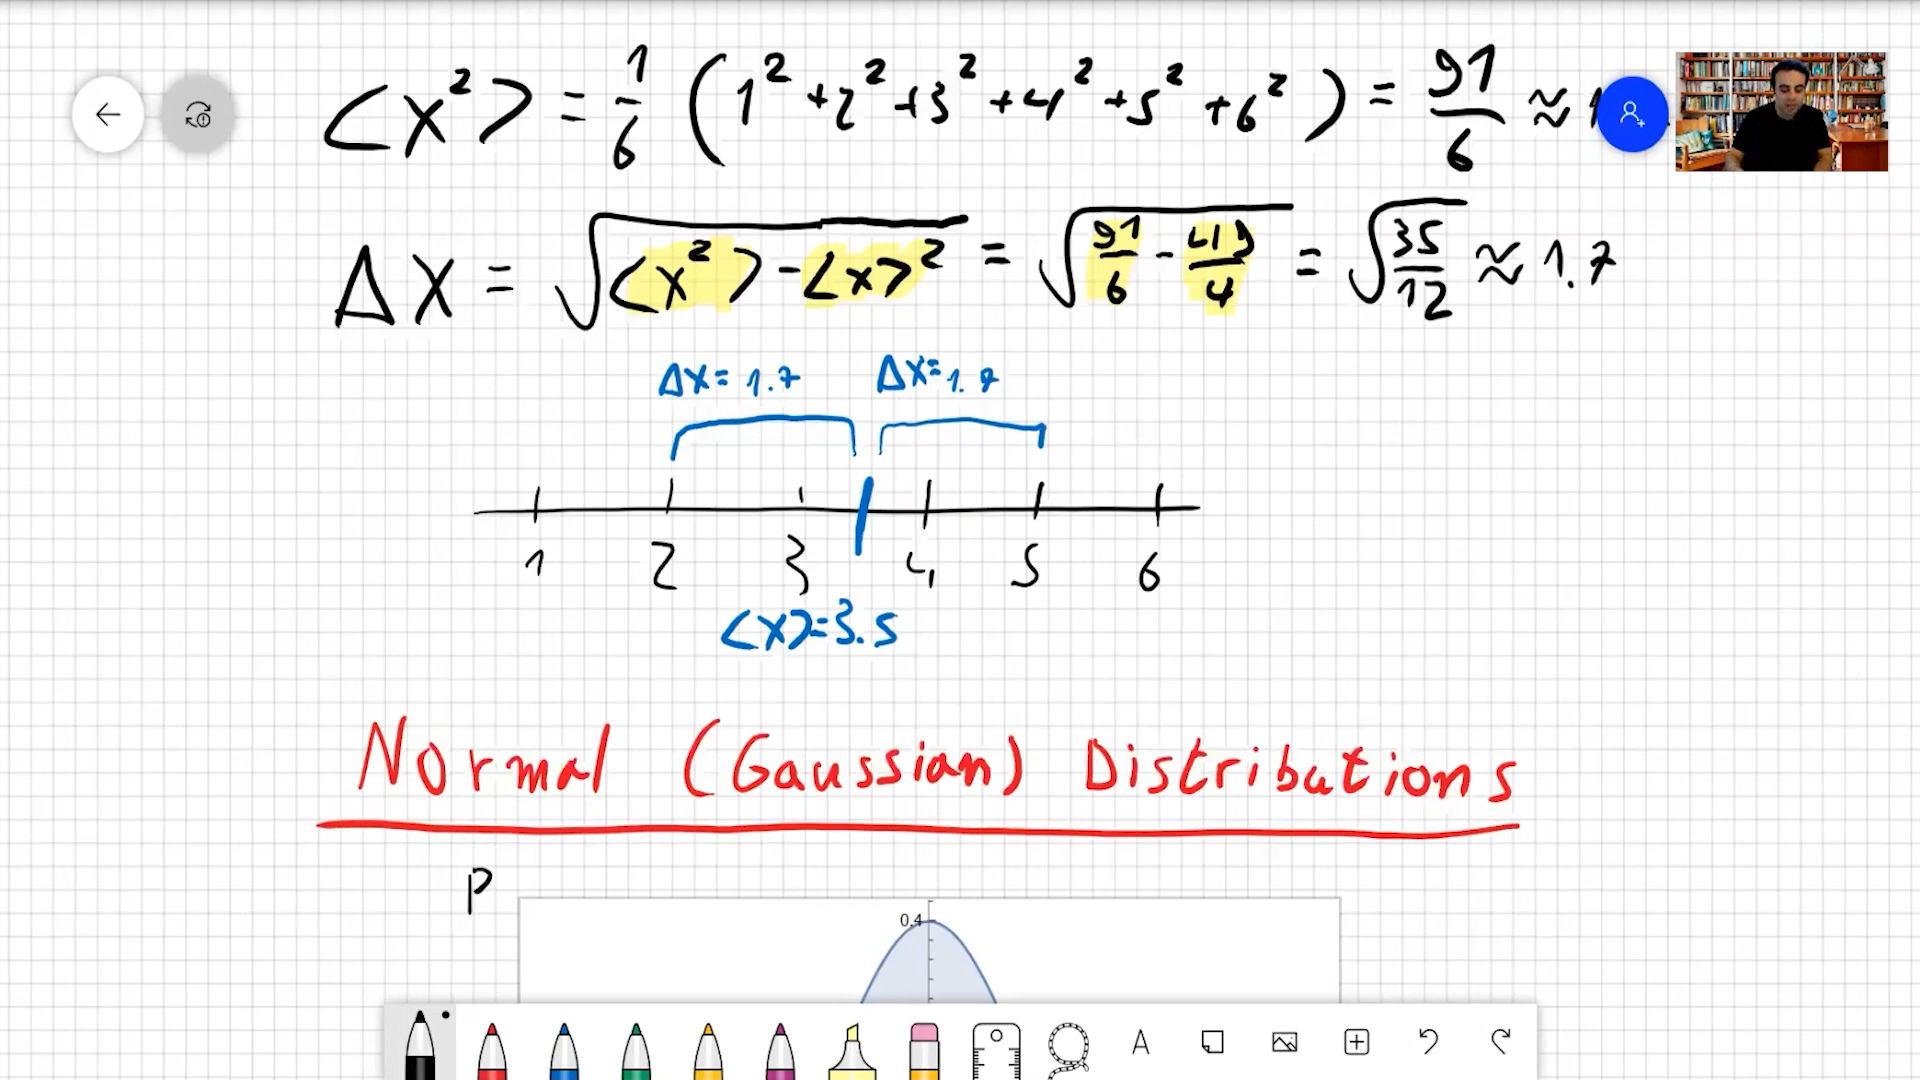 <x²> = 1/6 (1² + 2² + 3² + 4² + 5² + 6²) = 91/6 ≈ 1
Δx = √(<x²> - <x>²) = √(91/6 - 49/4) = √(35/12) ≈ 1.7
Δx = 1.7 Δx = 1.7
1 2 3 4 5 6
<x> = 3.5
Normal (Gaussian) Distributions
P
0.4
A